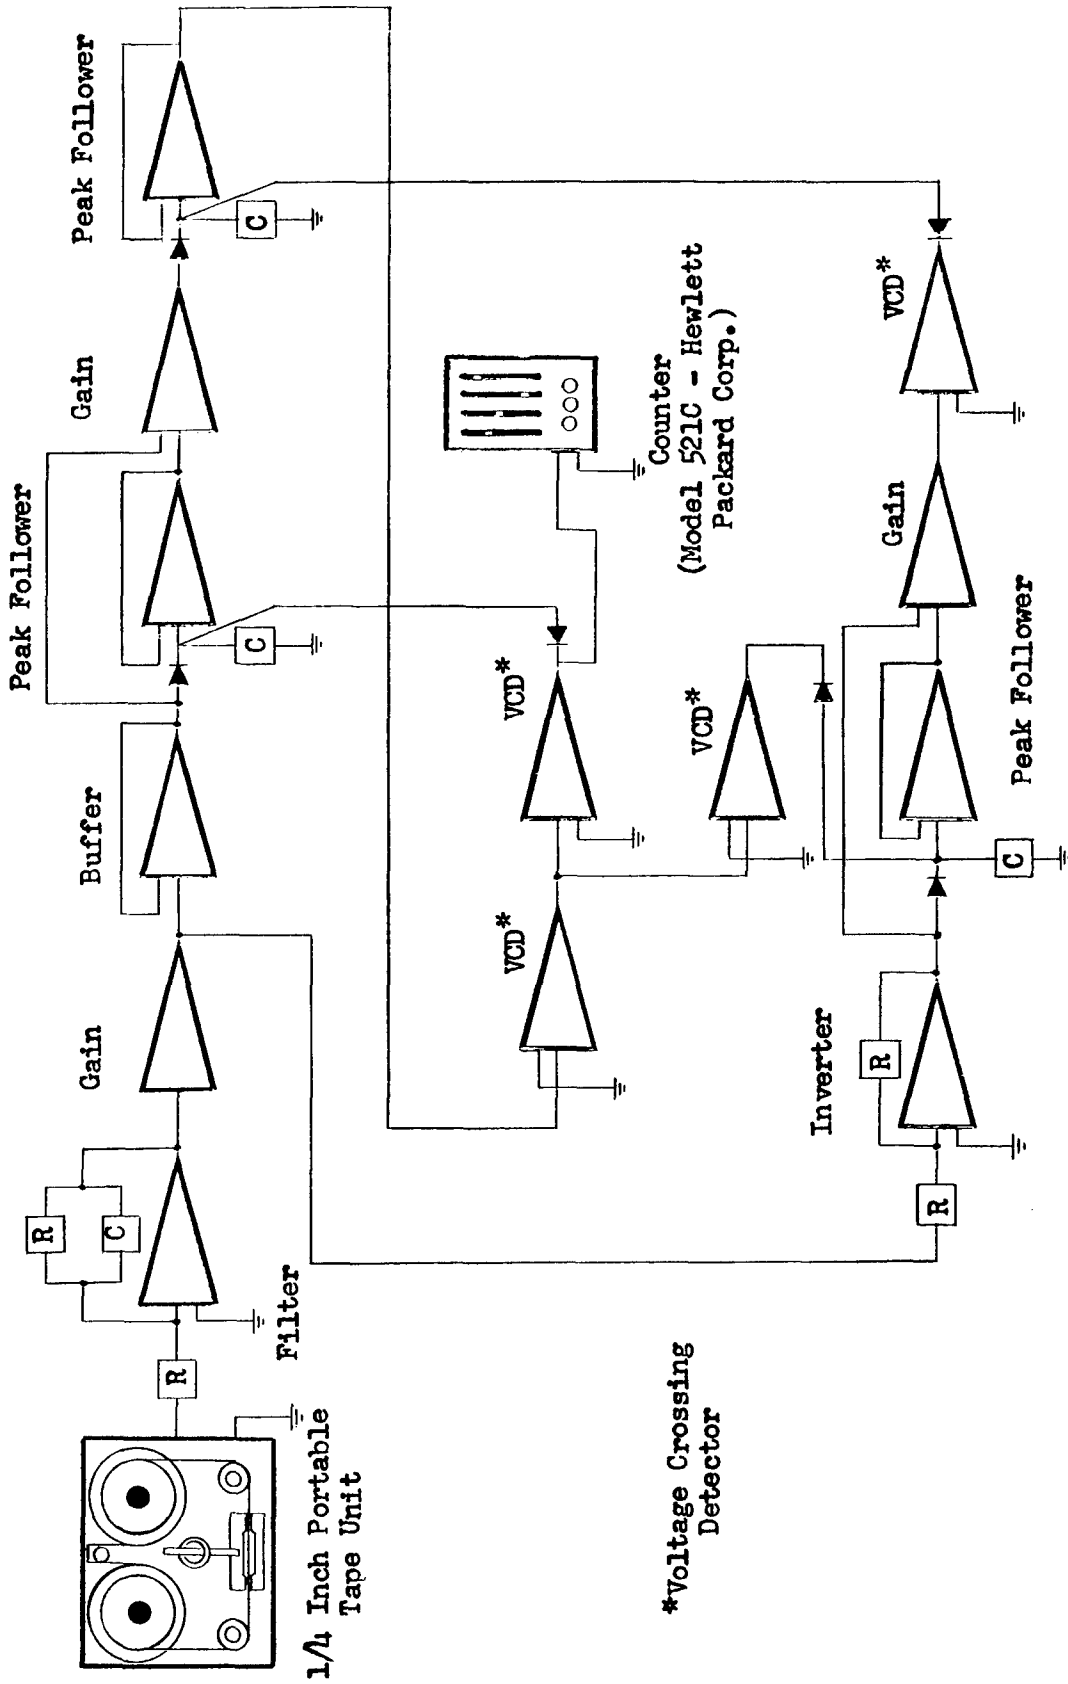 1/4 Inch Portable
Tape Unit
R
Filter
R
C
Gain
Buffer
Peak Follower
C
Gain
Peak Follower
C
VCD*
VCD*
VCD*
Counter
(Model 521C - Hewlett
Packard Corp.)
R
Inverter
R
C
Peak Follower
Gain
VCD*
*Voltage Crossing
Detector